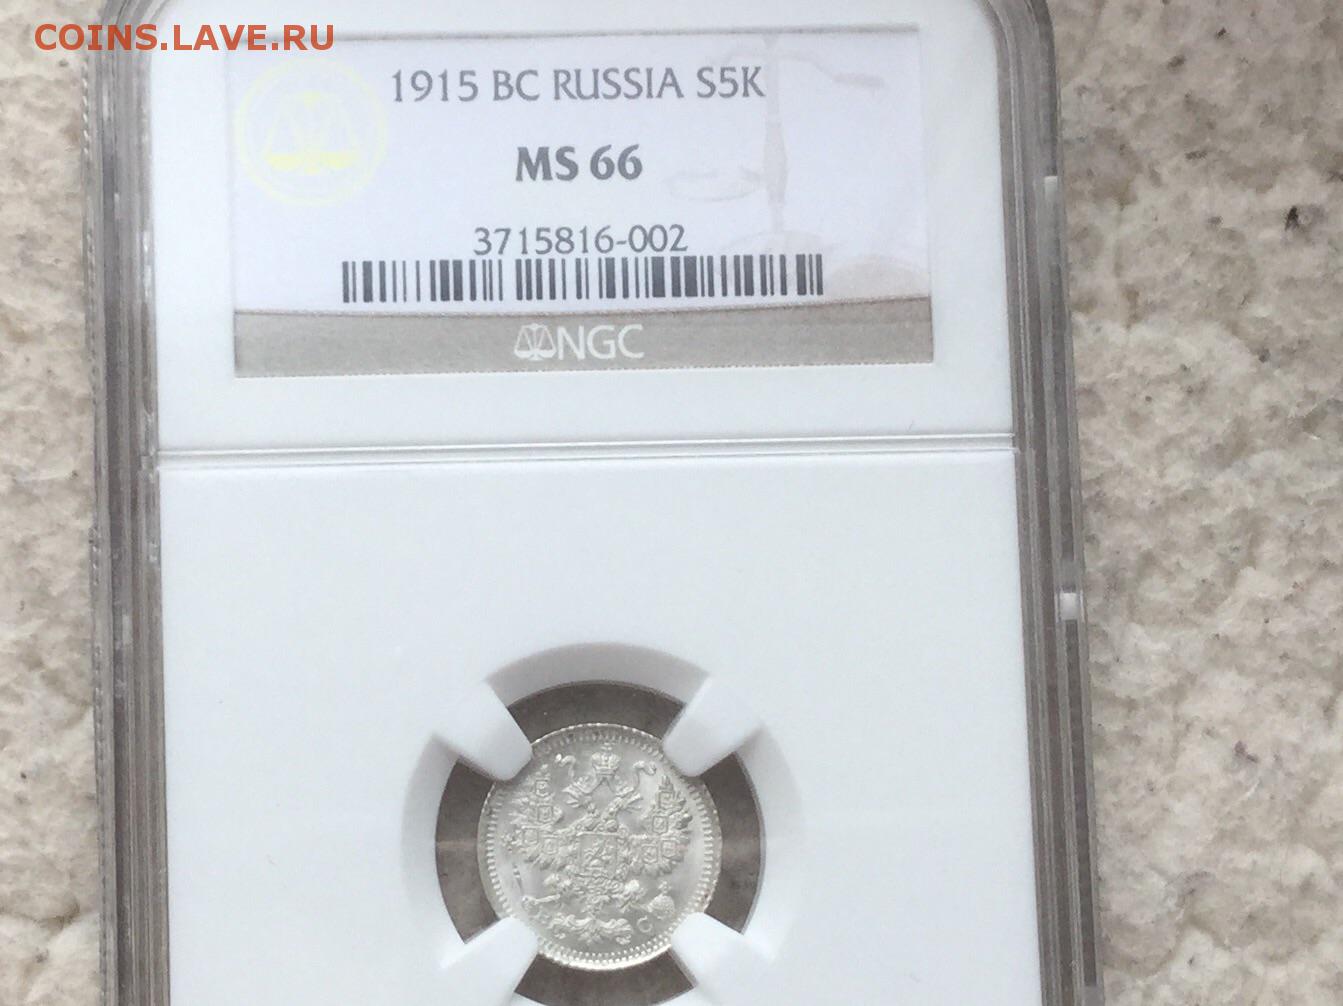 COINS.LAVE.RU
1915 BC RUSSIA S5K
MS 66
3715816-002
NGC
С